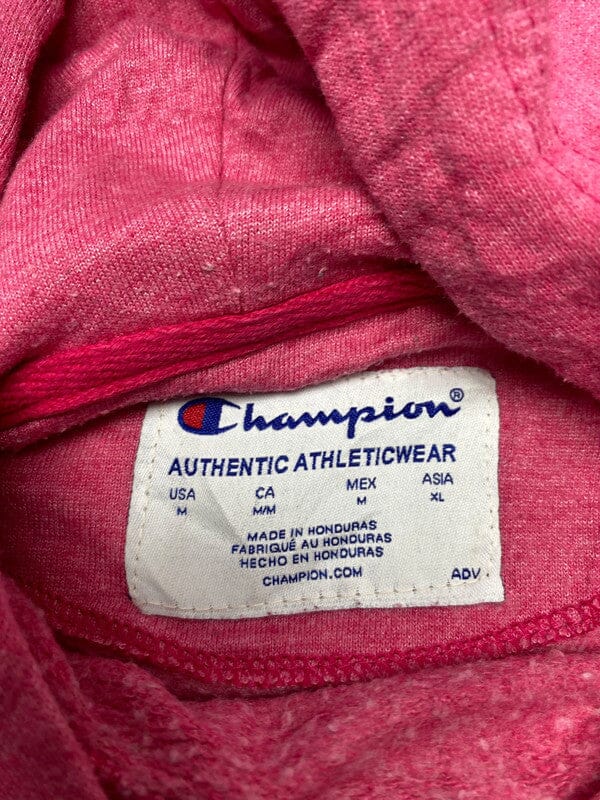 Champion®
AUTHENTIC ATHLETICWEAR
USA CA MEX ASIA
M M/M M XL
MADE IN HONDURAS
FABRIQUÉ AU HONDURAS
HECHO EN HONDURAS
CHAMPION.COM
ADV